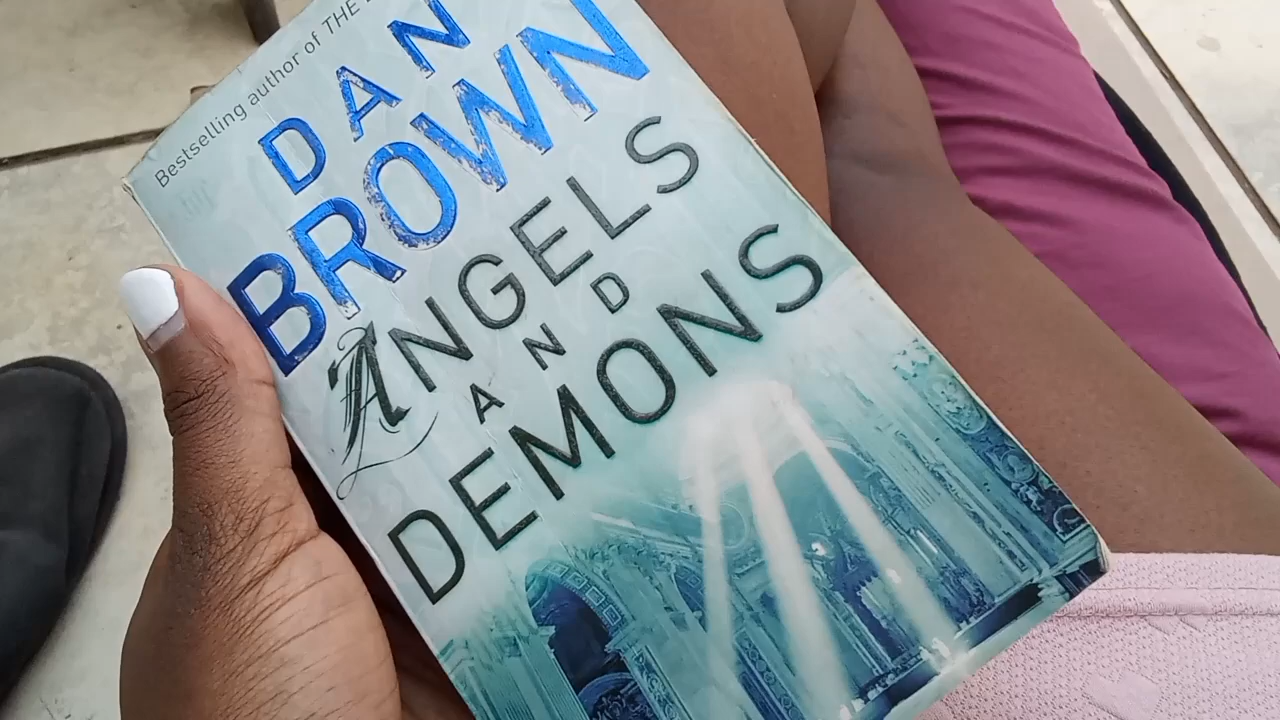 Bestselling author of THE
DAN
BROWN
ANGELS
AND
DEMONS